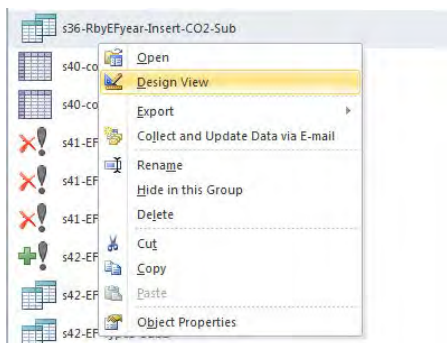 s36-RbyEFyear-Insert-CO2-Sub
Open
s40-co
Design View
s40-co
Export
Collect and Update Data via E-mail
s41-EF
Rename
s41-EF
Hide in this Group
s41-EF
Delete
Cut
s42-EF
Copy
s42-EF
Paste
Object Properties
s42-EF